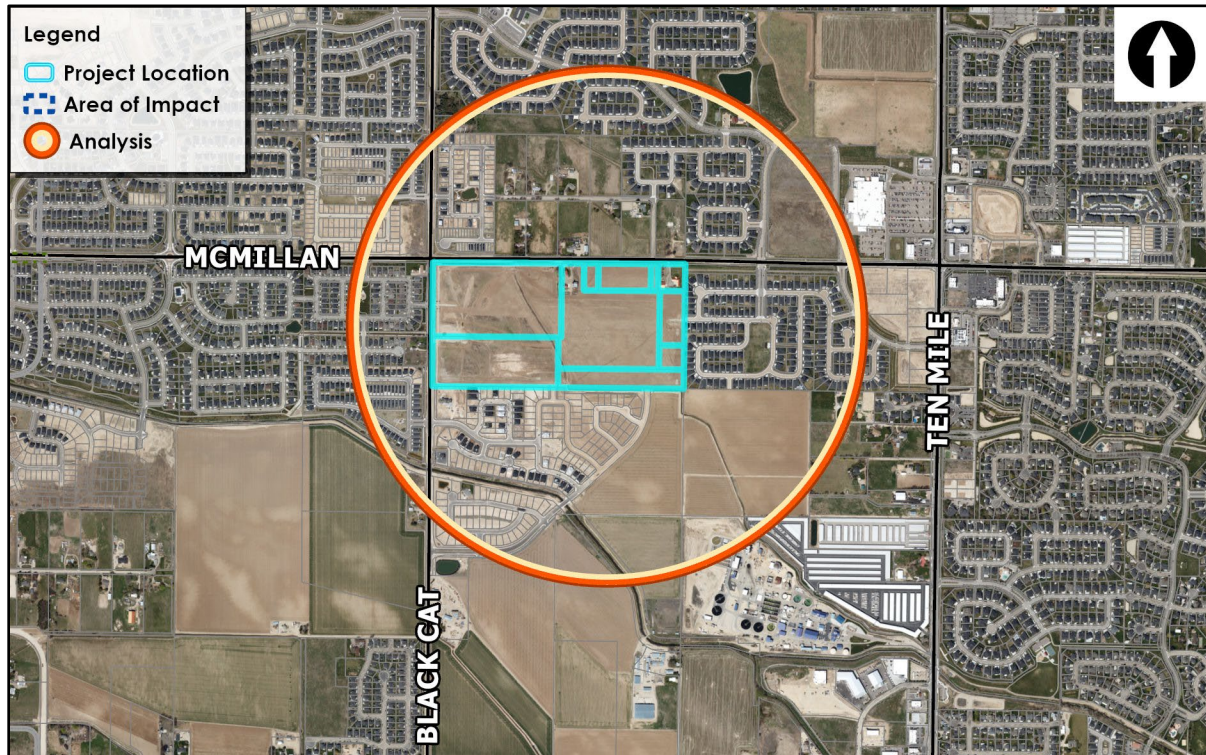 Legend
Project Location
Area of Impact
Analysis
MCMILLAN
TEN MILE
BLACK CAT